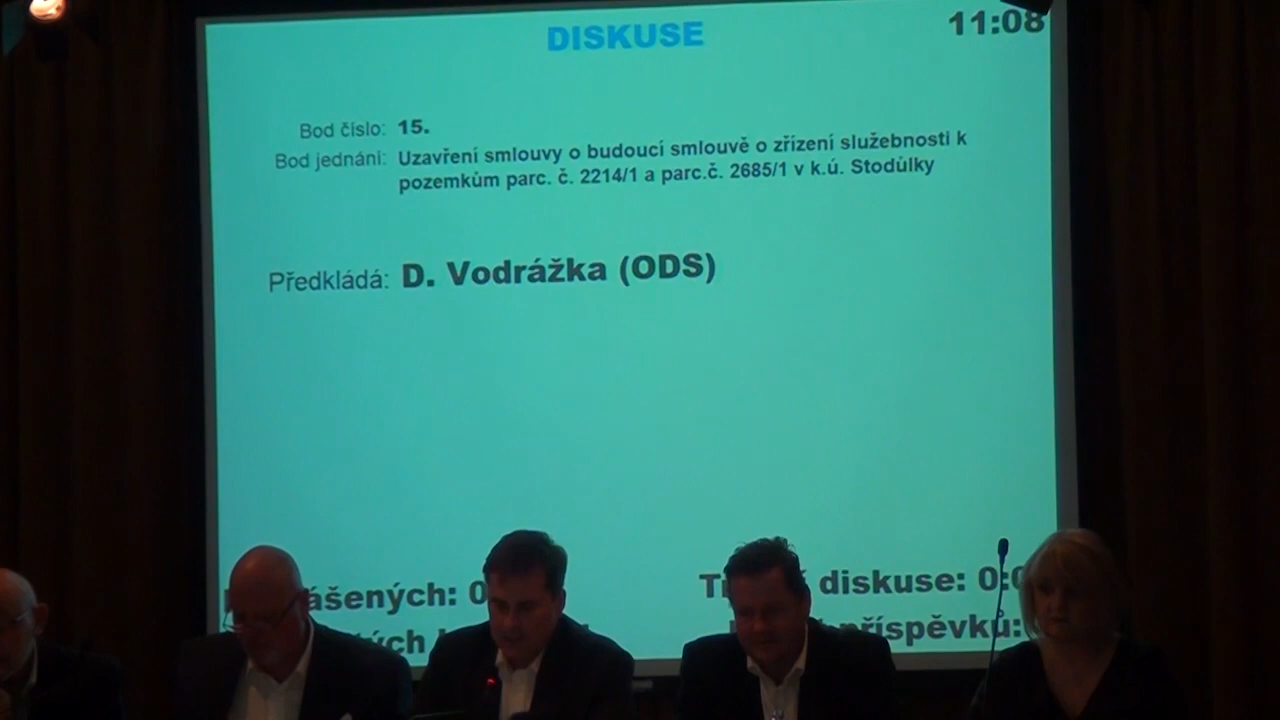 DISKUSE
11:08
Bod číslo: 15.
Bod jednání: Uzavření smlouvy o budoucí smlouvě o zřízení služebnosti k
pozemkům parc. č. 2214/1 a parc.č. 2685/1 v k.ú. Stodůlky
Předkládá: D. Vodrážka (ODS)
diskuse:
příspěvku: